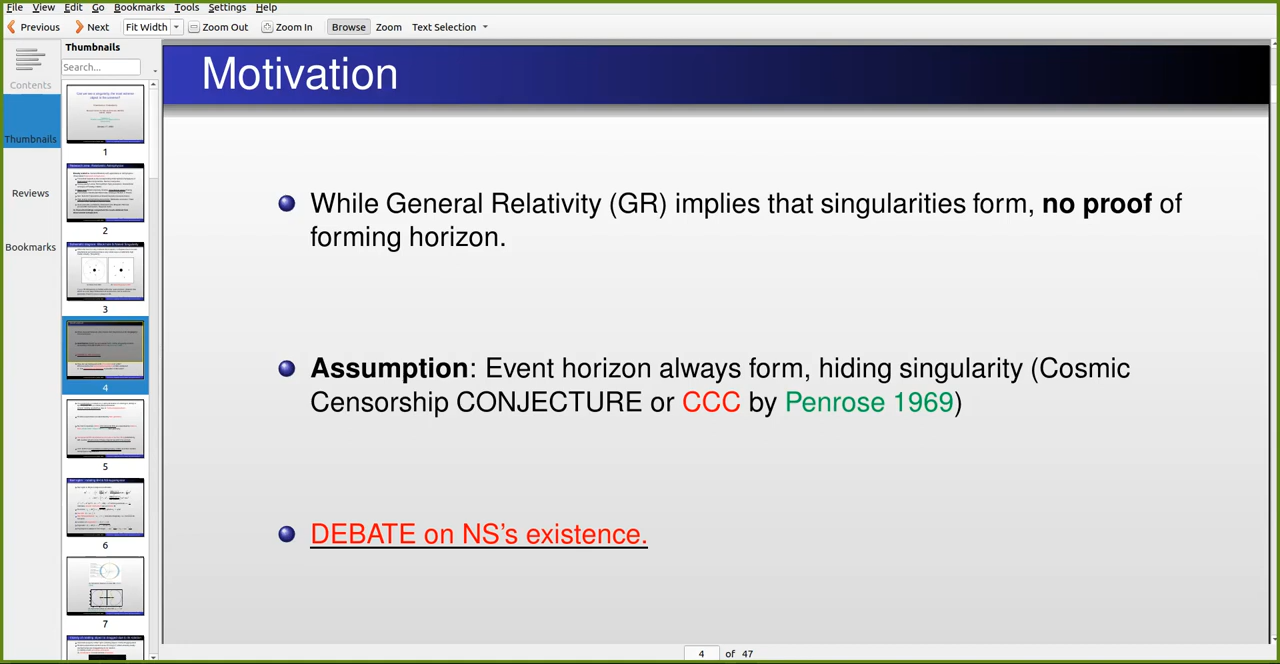 File View Edit Go Bookmarks Tools Settings Help
Previous Next Fit Width Zoom Out Zoom In Browse Zoom Text Selection
Thumbnails
Search...
Contents
Thumbnails
Reviews
Bookmarks
1
2
3
4
5
6
7
Motivation
While General Relativity (GR) implies that singularities form, no proof of
forming horizon.
Assumption: Event horizon always form, hiding singularity (Cosmic
Censorship CONJECTURE or CCC by Penrose 1969)
DEBATE on NS's existence.
4 of 47